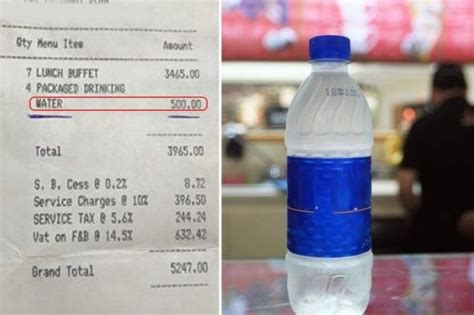 Qty Menu Item Amount
7 LUNCH BUFFET 3465.00
4 PACKAGED DRINKING
WATER 500.00
Total 3965.00
S. B. Cess @ 0.2% 8.72
Service Charges @ 10% 396.50
SERVICE TAX @ 5.6% 244.24
Vat on F&B @ 14.5% 632.42
Grand Total 5247.00